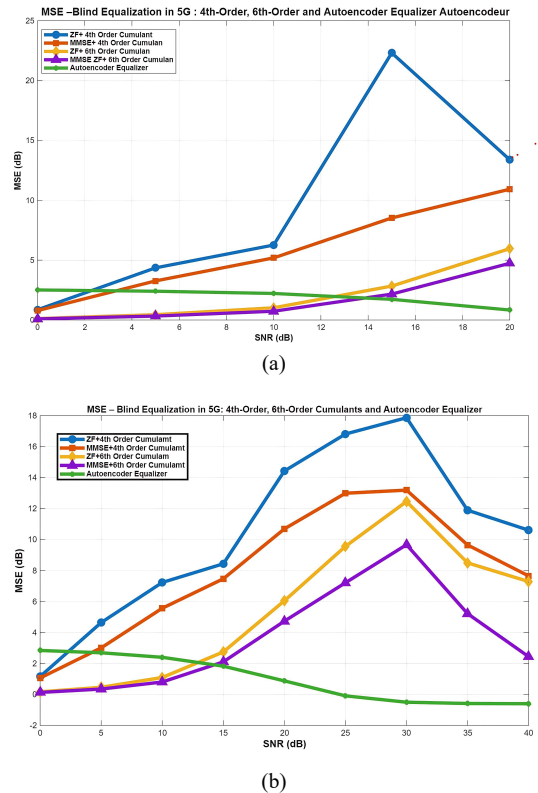 MSE –Blind Equalization in 5G : 4th-Order, 6th-Order and Autoencoder Equalizer Autoencodeur
25
20
15
10
5
0
MSE (dB)
ZF+ 4th Order Cumulant
MMSE+ 4th Order Cumulan
ZF+ 6th Order Cumulan
MMSE ZF+ 6th Order Cumulan
Autoencoder Equalizer
0 2 4 6 8 10 12 14 16 18 20
SNR (dB)
(a)
MSE – Blind Equalization in 5G: 4th-Order, 6th-Order Cumulants and Autoencoder Equalizer
18
16
14
12
10
8
6
4
2
0
-2
MSE (dB)
ZF+4th Order Cumulamt
MMSE+4th Order Cumulamt
ZF+6th Order Cumulam
MMSE+6th Order Cumulamt
Autoencoder Equalizer
0 5 10 15 20 25 30 35 40
SNR (dB)
(b)